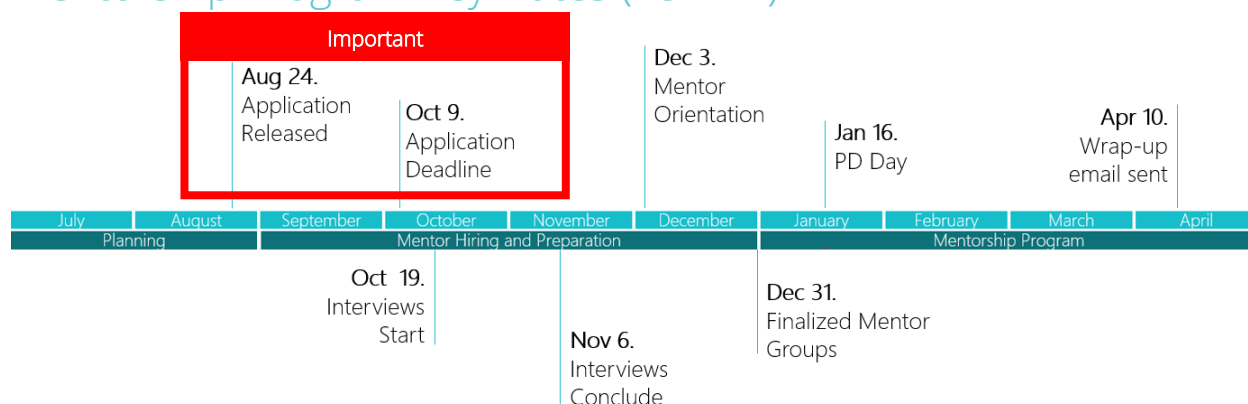 Important
Aug 24.
Application
Released
Oct 9.
Application
Deadline
Dec 3.
Mentor
Orientation
Jan 16.
PD Day
Apr 10.
Wrap-up
email sent
July August September October November December January February March April
Planning Mentor Hiring and Preparation Mentorship Program
Oct 19.
Interviews
Start
Nov 6.
Interviews
Conclude
Dec 31.
Finalized Mentor
Groups